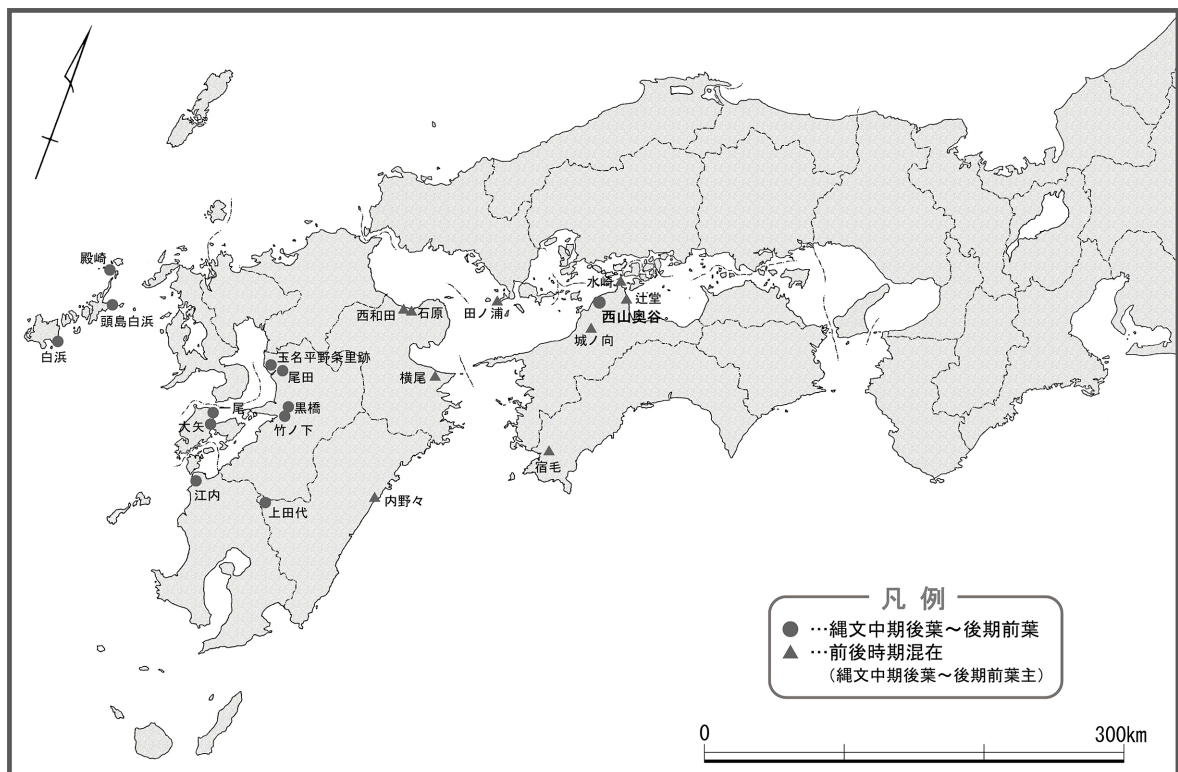 殿崎
頭島白浜
白浜
玉名平野条里跡
尾田
一尾
大矢
黒橋
竹ノ下
江内
上田代
西和田
石原
田ノ浦
横尾
内野々
水崎
辻堂
西山奥谷
城ノ向
宿毛
凡例
●…縄文中期後葉～後期前葉
▲…前後時期混在
（縄文中期後葉～後期前葉主）
0
300km